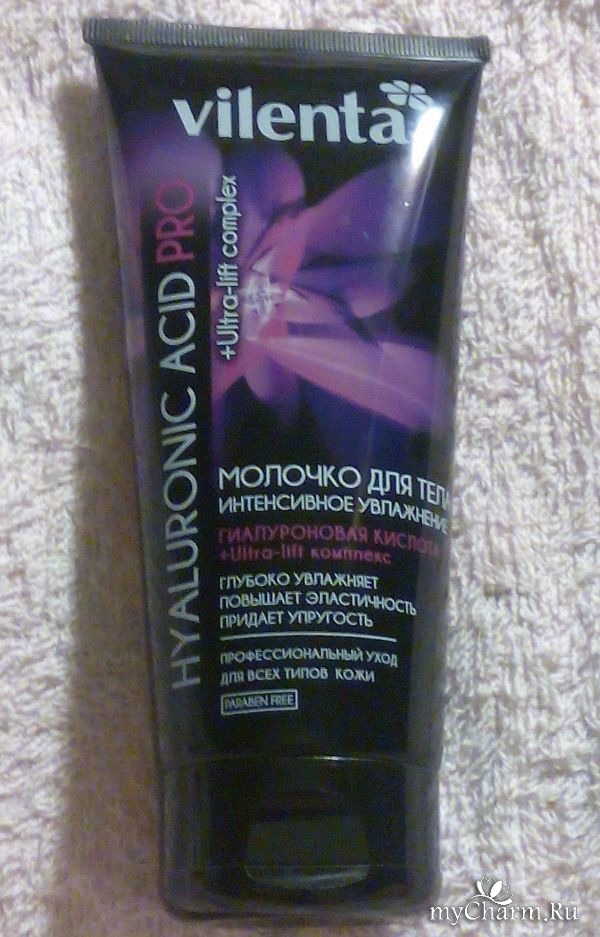 vilenta
HYALURONIC ACID PRO
+Ultra-lift complex
МОЛОЧКО ДЛЯ ТЕЛА
ИНТЕНСИВНОЕ УВЛАЖНЕНИЕ
ГИАЛУРОНОВАЯ КИСЛОТА
+Ultra-lift комплекс
ГЛУБОКО УВЛАЖНЯЕТ
ПОВЫШАЕТ ЭЛАСТИЧНОСТЬ
ПРИДАЕТ УПРУГОСТЬ
ПРОФЕССИОНАЛЬНЫЙ УХОД
ДЛЯ ВСЕХ ТИПОВ КОЖИ
PARABEN FREE
myCharm.Ru